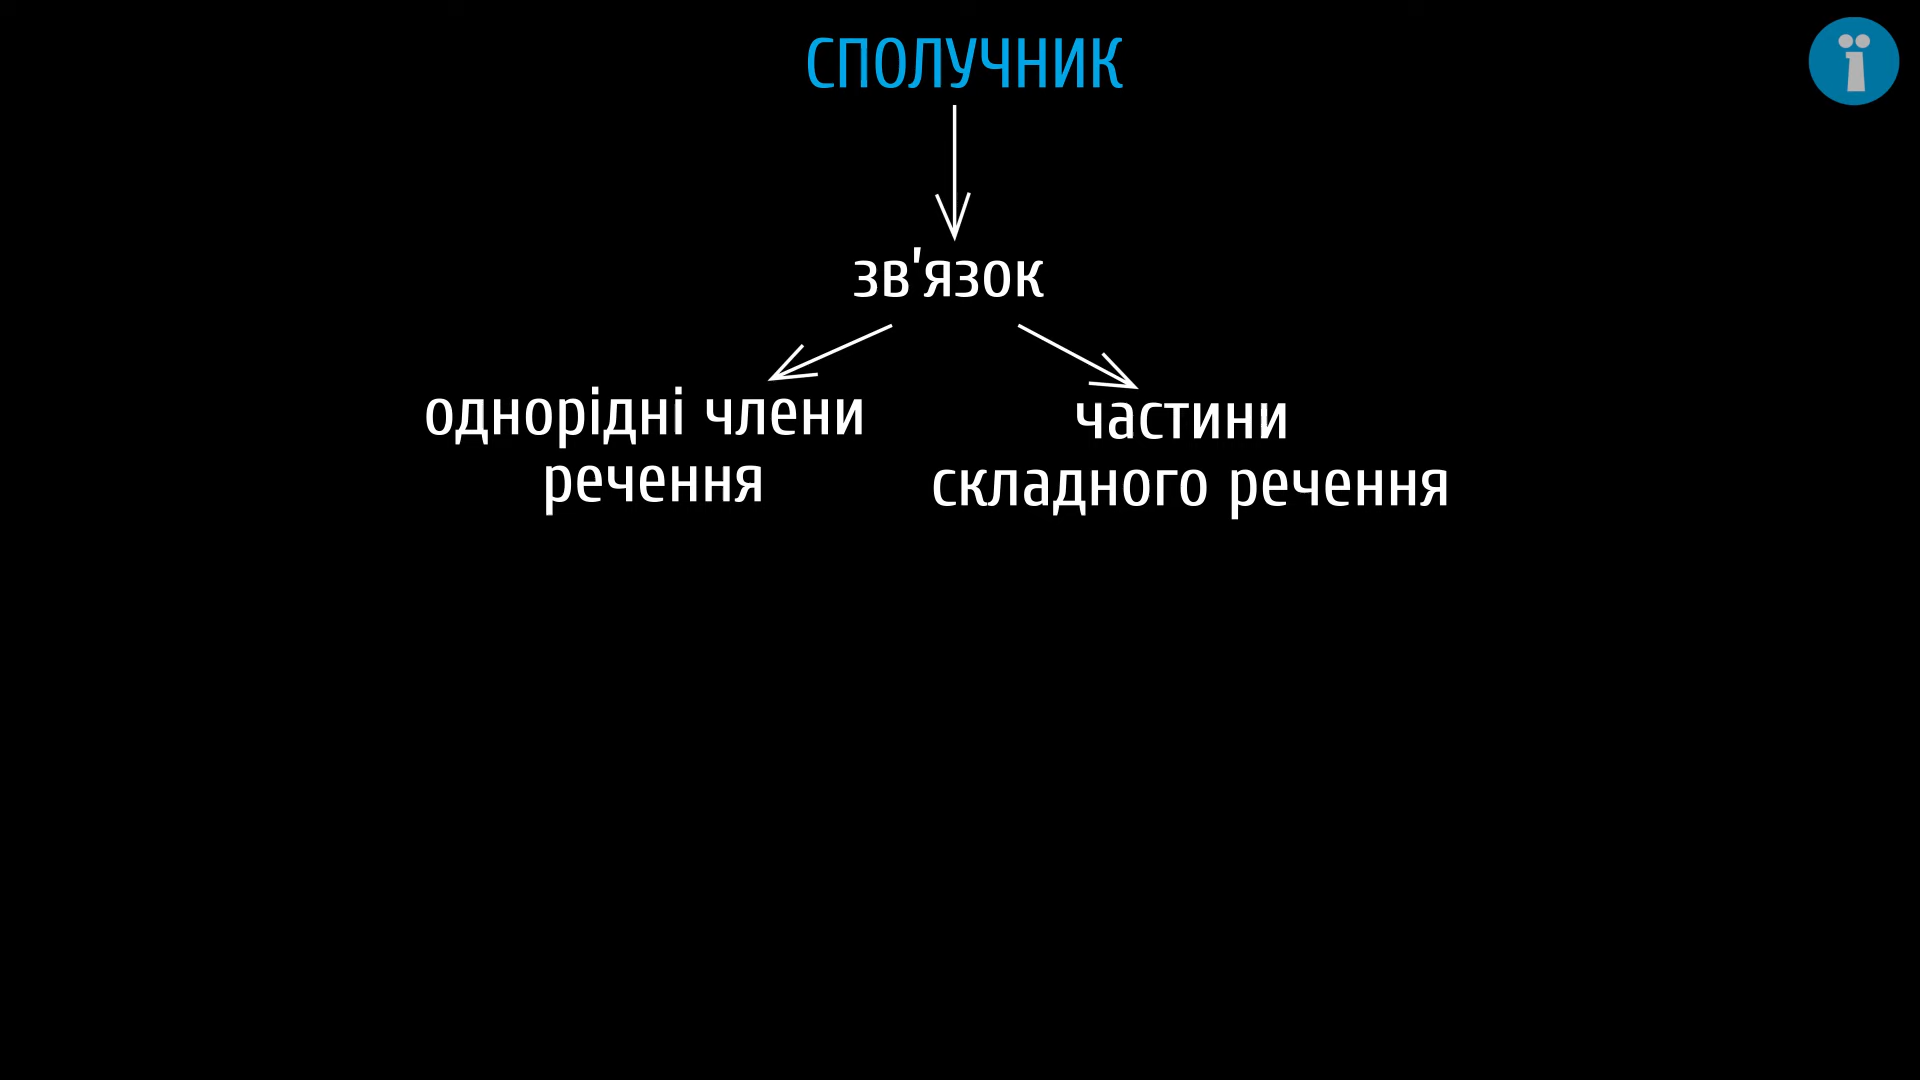 СПОЛУЧНИК
зв'язок
однорідні члени
речення
частини
складного речення
ї